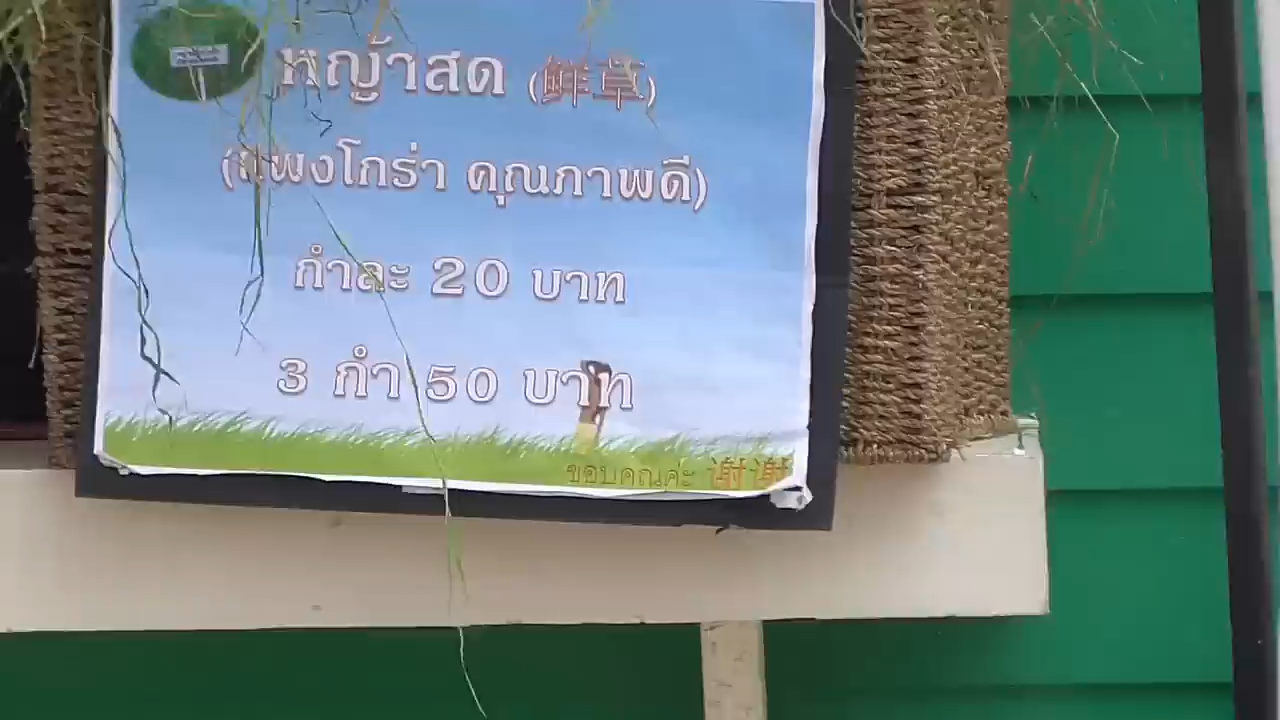 หญ้าสด (鮮草)
(แพงโกร่า คุณภาพดี)
กำละ 20 บาท
3 กำ 50 บาท
ขอบคุณค่ะ 谢谢